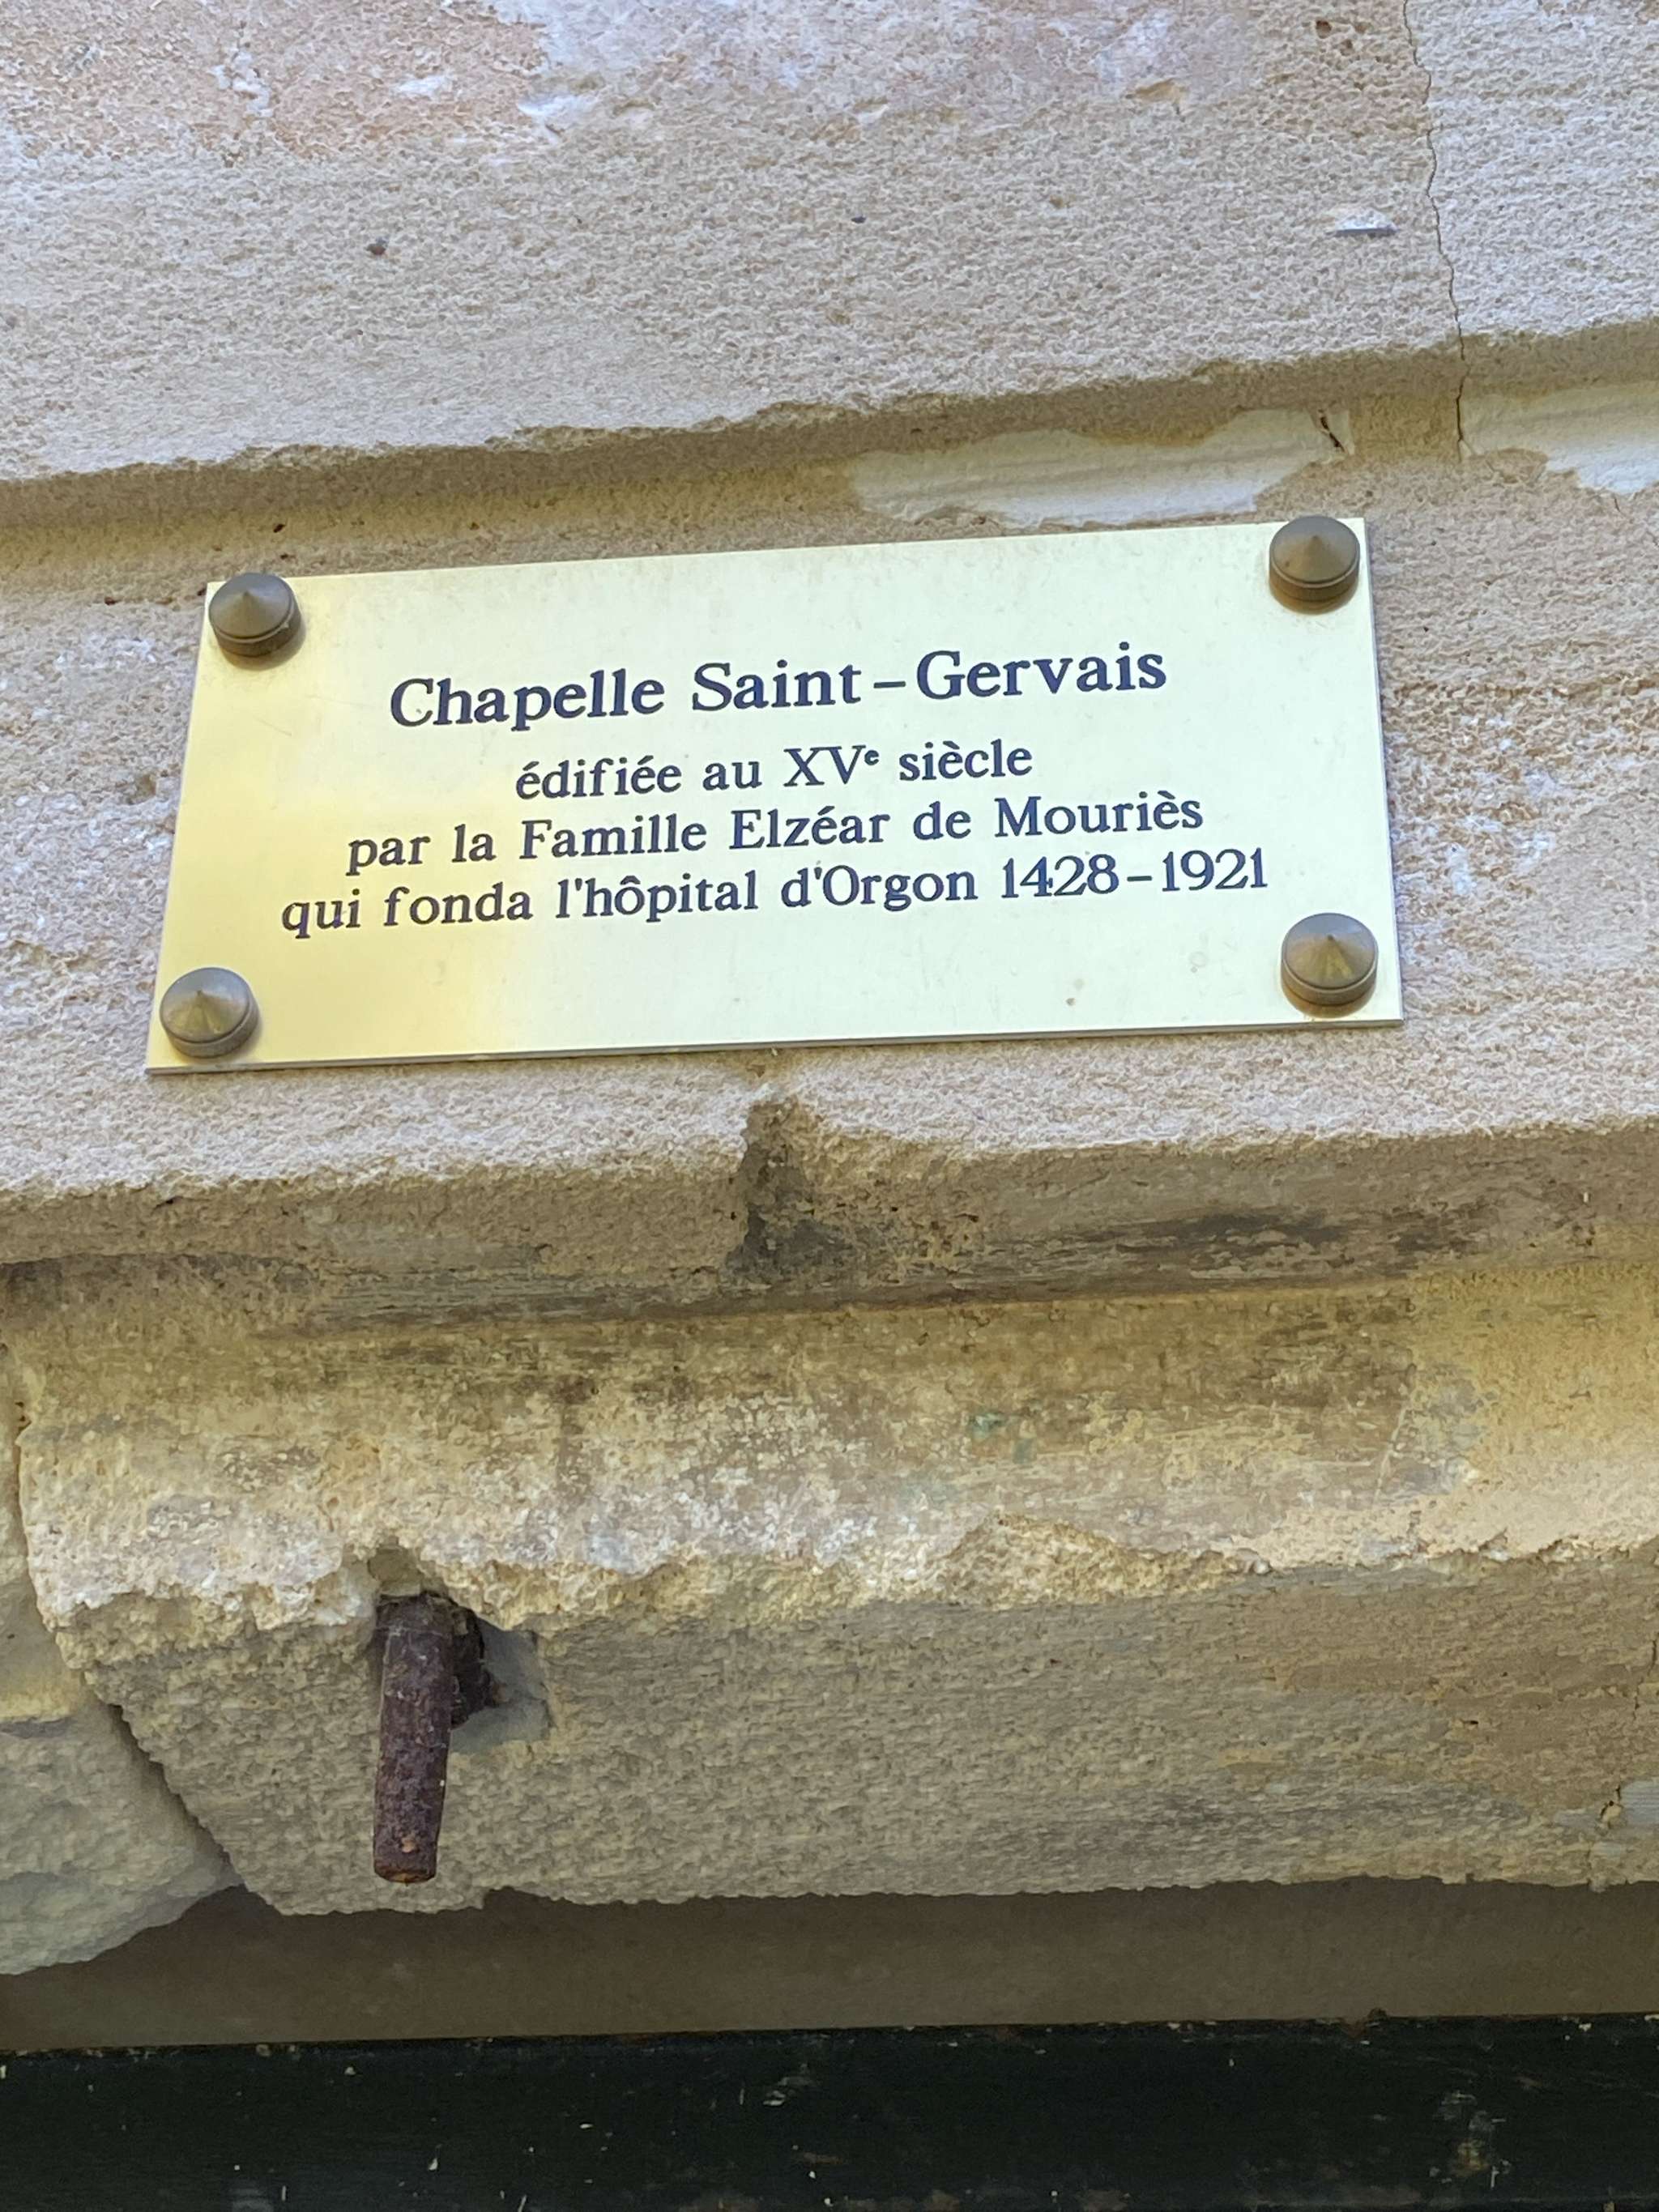 Chapelle Saint-Gervais
édifiée au XVe siècle
par la Famille Elzéar de Mouriès
qui fonda l'hôpital d'Orgon 1428-1921